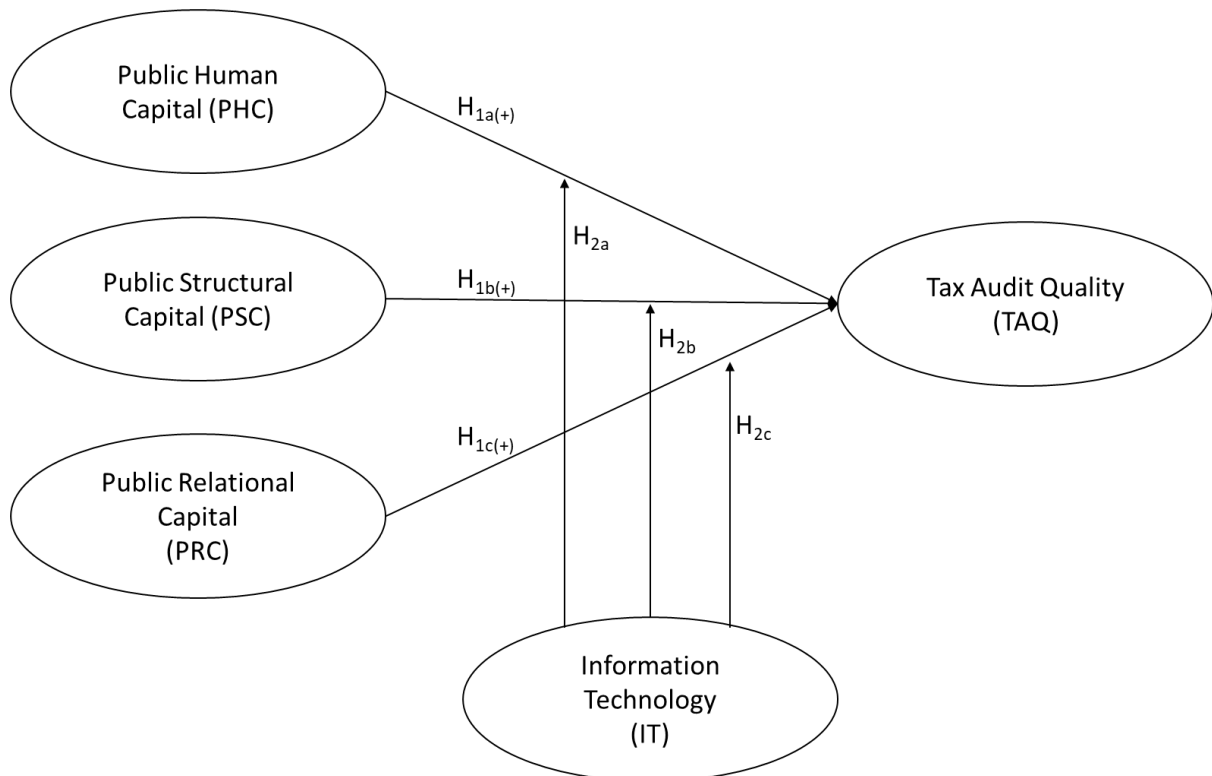 Public Human
Capital (PHC)
H1a(+)
H2a
Public Structural
Capital (PSC)
H1b(+)
Tax Audit Quality
(TAQ)
H2b
H1c(+)
H2c
Public Relational
Capital
(PRC)
Information
Technology
(IT)